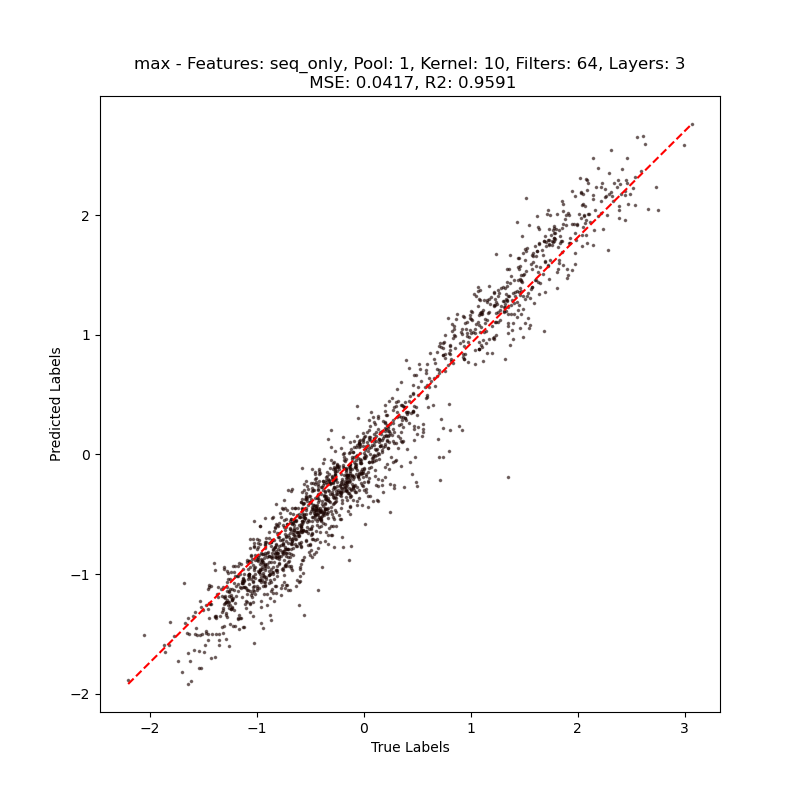 max - Features: seq_only, Pool: 1, Kernel: 10, Filters: 64, Layers: 3
MSE: 0.0417, R2: 0.9591
Predicted Labels
2
1
0
−1
−2
−2
−1
0
1
2
3
True Labels